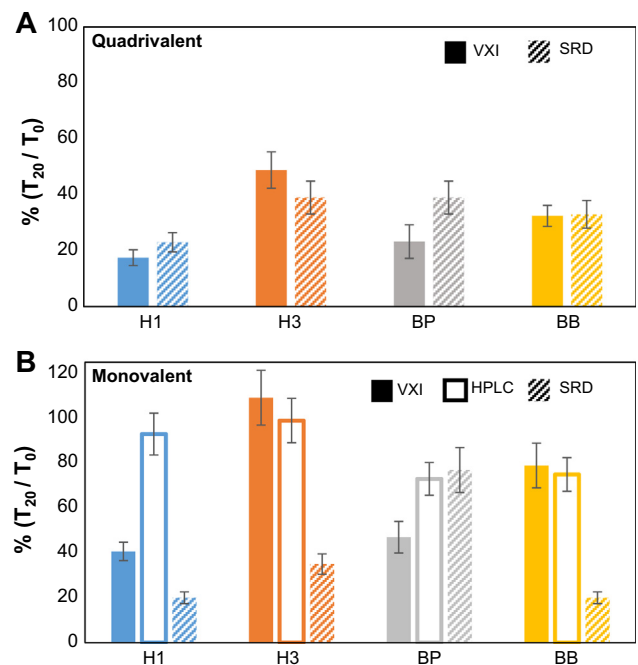 A
Quadrivalent
VXI
SRD
% (T20 / T0)
100
80
60
40
20
0
H1
H3
BP
BB
B
Monovalent
VXI
HPLC
SRD
% (T20 / T0)
120
100
80
60
40
20
0
H1
H3
BP
BB